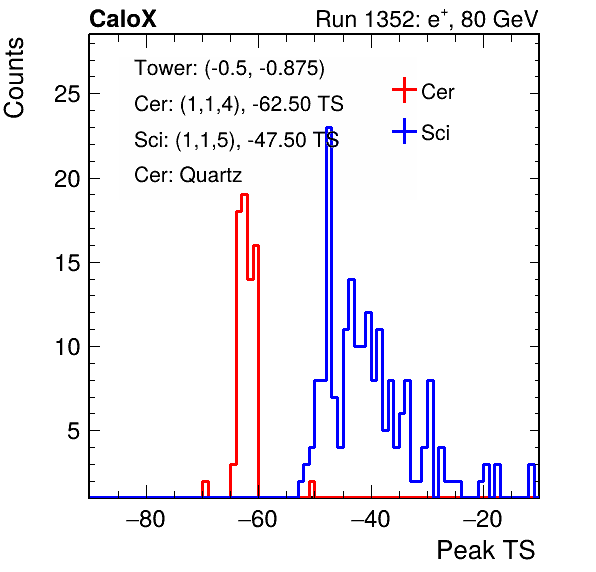 CaloX Run 1352: e⁺, 80 GeV
Counts
Tower: (-0.5, -0.875)
Cer: (1,1,4), -62.50 TS
Sci: (1,1,5), -47.50 TS
Cer: Quartz
Cer
Sci
25
20
15
10
5
−80 −60 −40 −20
Peak TS